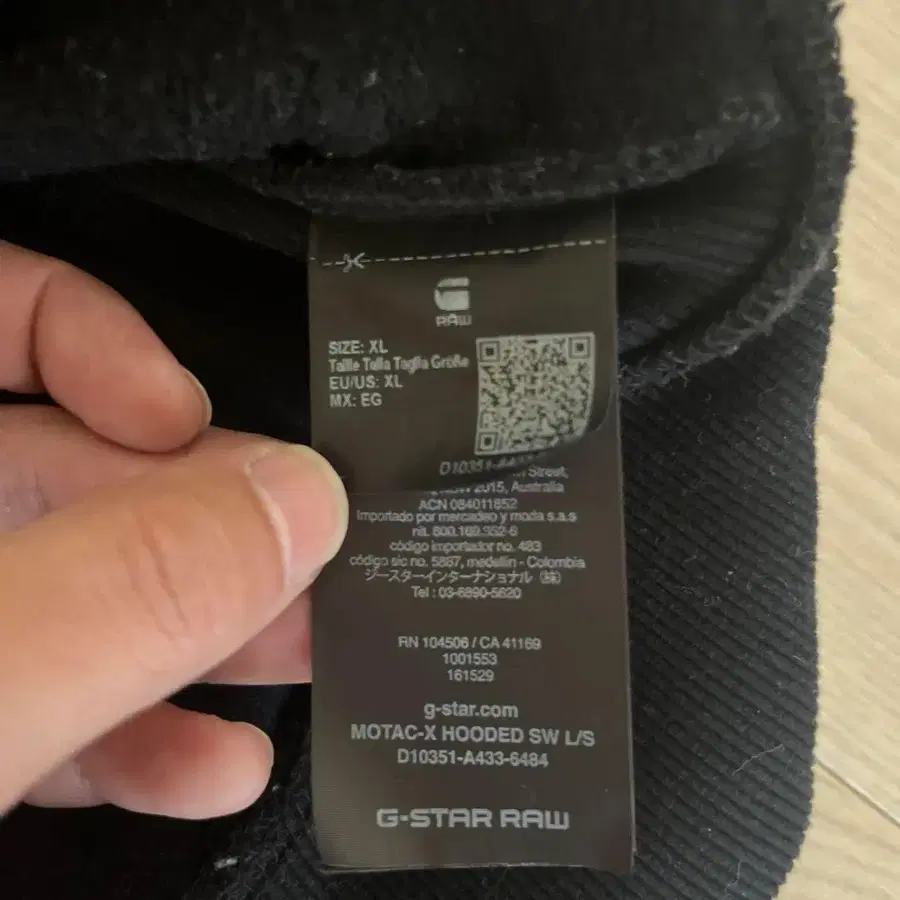 RAW
SIZE: XL
Taille Talla Taglia Größe
EU/US: XL
MX: EG
D10351-A433
Street,
2015, Australia
ACN 084011852
Importado por mercadeo y moda s.a.s
nit. 800.169.352-6
código importador no. 483
código sic no. 5887, medellin - Colombia
ジースターインターナショナル ㈱
Tel : 03-6890-5620
RN 104506 / CA 41169
1001553
161529
g-star.com
MOTAC-X HOODED SW L/S
D10351-A433-6484
G-STAR RAW